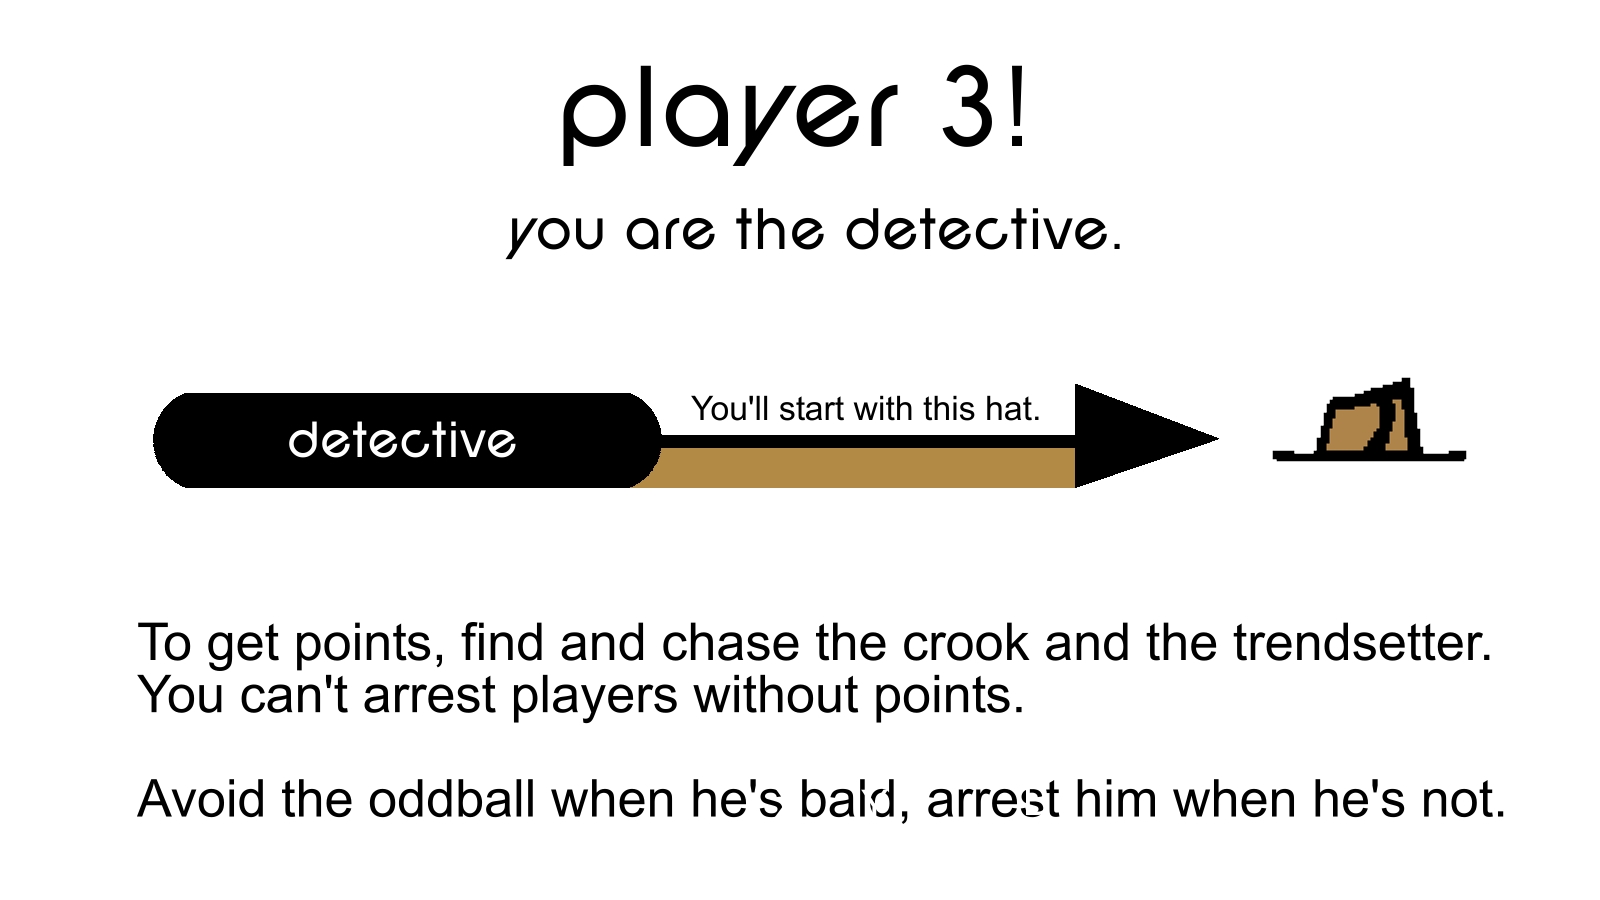 player 3!
you are the detective.
You'll start with this hat.
detective
To get points, find and chase the crook and the trendsetter.
You can't arrest players without points.
Avoid the oddball when he's bald, arrest him when he's not.